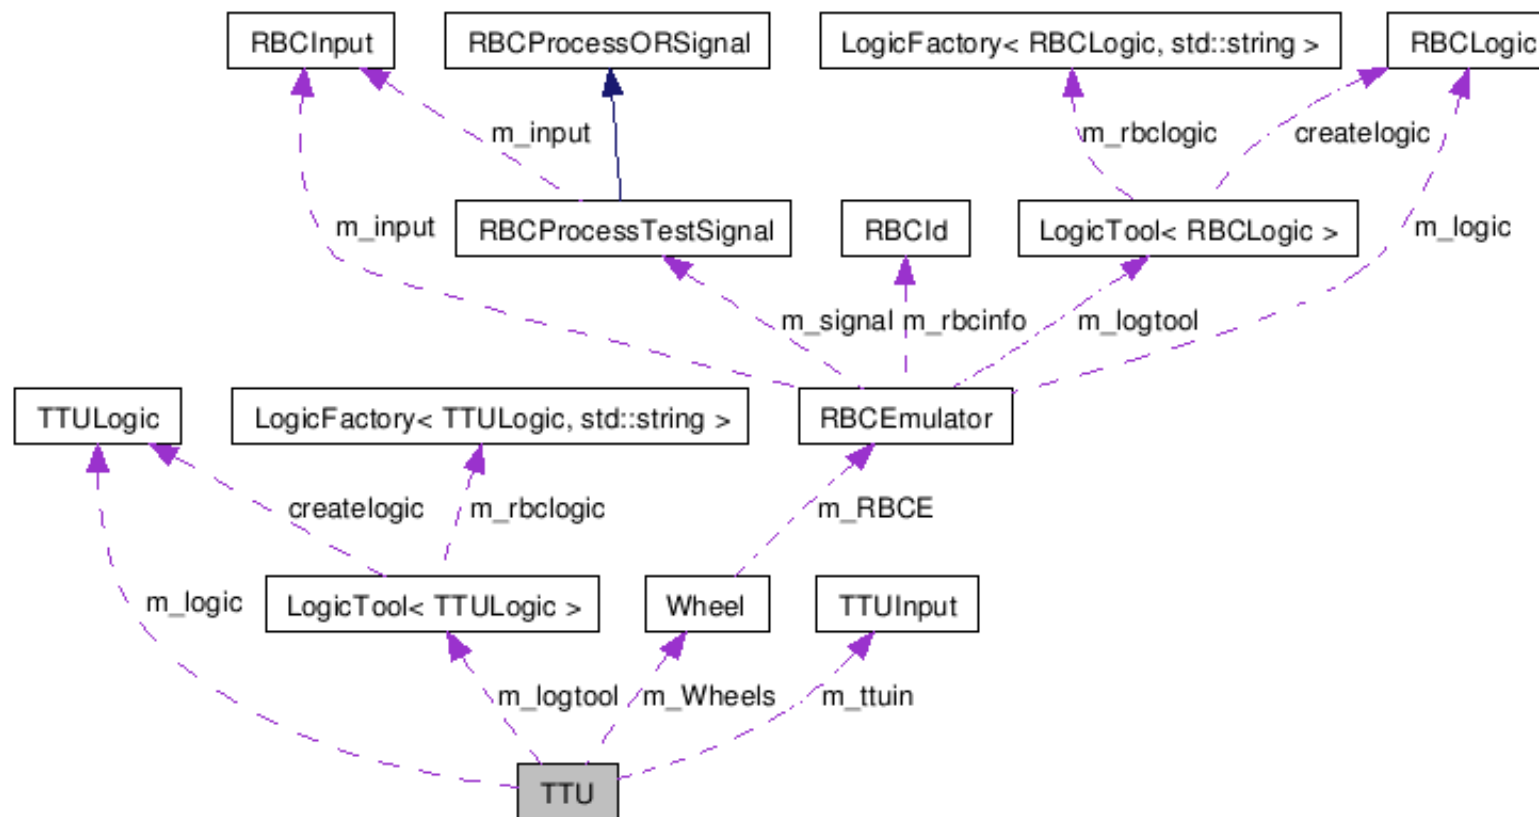 RBCInput
RBCProcessORSignal
LogicFactory< RBCLogic, std::string >
RBCLogic
m_input
m_rbclogic
createlogic
m_input
RBCProcessTestSignal
RBCId
LogicTool< RBCLogic >
m_logic
m_signal
m_rbcinfo
m_logtool
TTULogic
LogicFactory< TTULogic, std::string >
RBCEmulator
createlogic
m_rbclogic
m_RBCE
m_logic
LogicTool< TTULogic >
Wheel
TTUInput
m_logtool
m_Wheels
m_ttuin
TTU